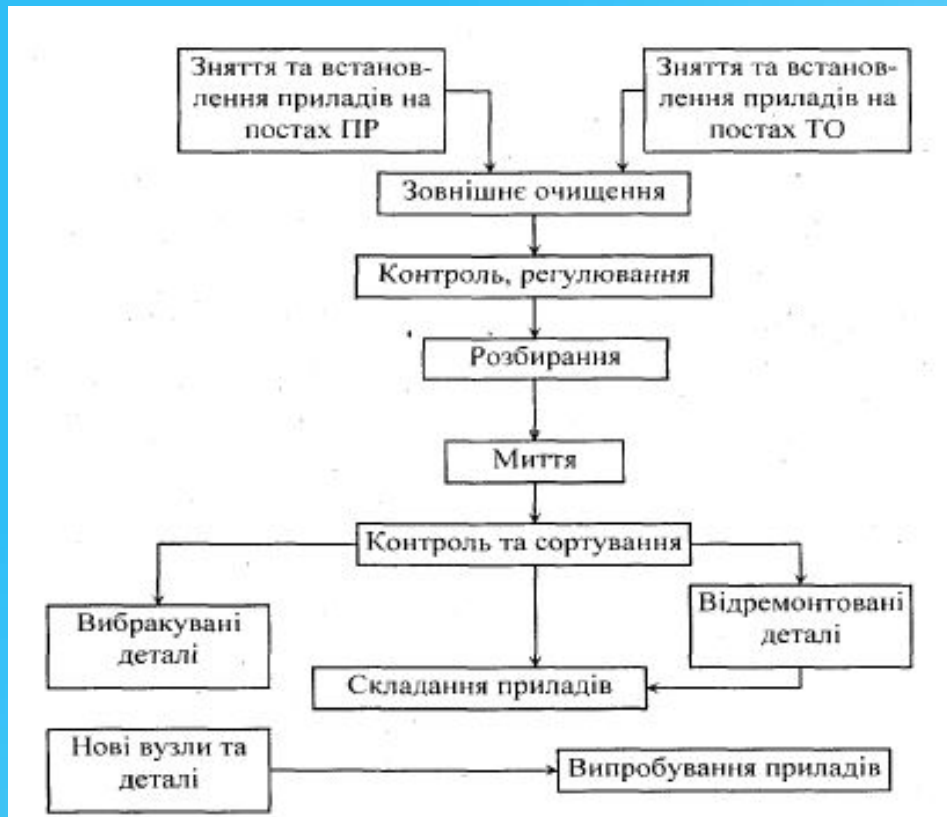 Зняття та встанов-
лення приладів на
постах ПР
Зняття та встанов-
лення приладів на
постах ТО
Зовнішнє очищення
Контроль, регулювання
Розбирання
Миття
Контроль та сортування
Вибракувані
деталі
Відремонтовані
деталі
Складання приладів
Нові вузли та
деталі
Випробування приладів